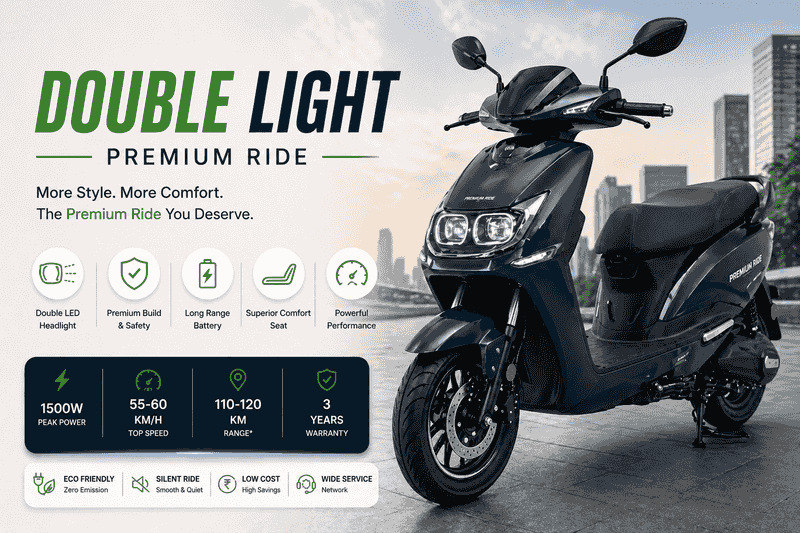 DOUBLE LIGHT
PREMIUM RIDE
More Style. More Comfort.
The Premium Ride You Deserve.
Double LED
Headlight
Premium Build
& Safety
Long Range
Battery
Superior Comfort
Seat
Powerful
Performance
1500W
PEAK POWER
55-60
KM/H
TOP SPEED
110-120
KM
RANGE*
3
YEARS
WARRANTY
ECO FRIENDLY
Zero Emission
SILENT RIDE
Smooth & Quiet
₹
LOW COST
High Savings
WIDE SERVICE
Network
PREMIUM RIDE
PREMIUM RIDE